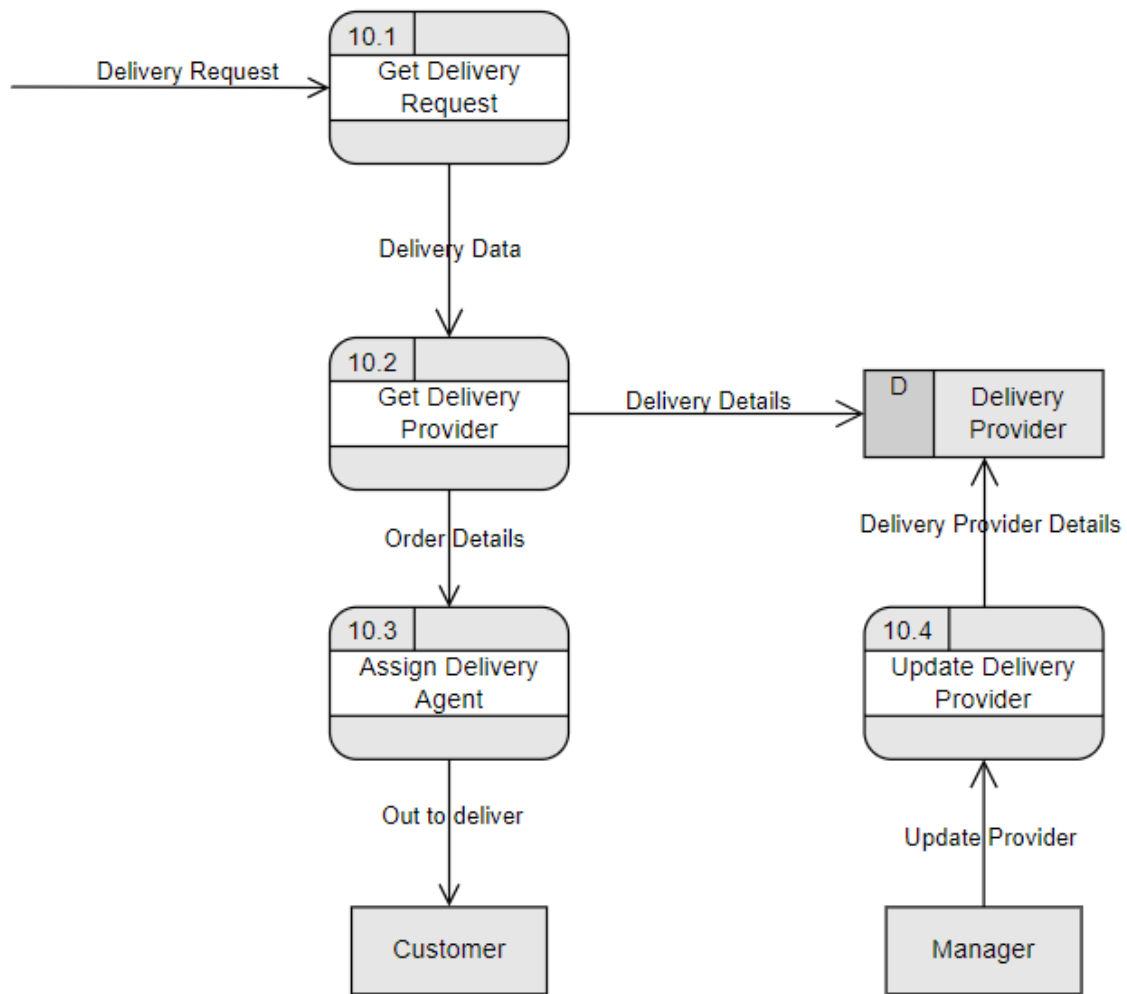 10.1
Delivery Request
Get Delivery
Request
Delivery Data
10.2
Get Delivery
Provider
Delivery Details
D
Delivery
Provider
Order Details
Delivery Provider Details
10.3
Assign Delivery
Agent
10.4
Update Delivery
Provider
Out to deliver
Update Provider
Customer
Manager